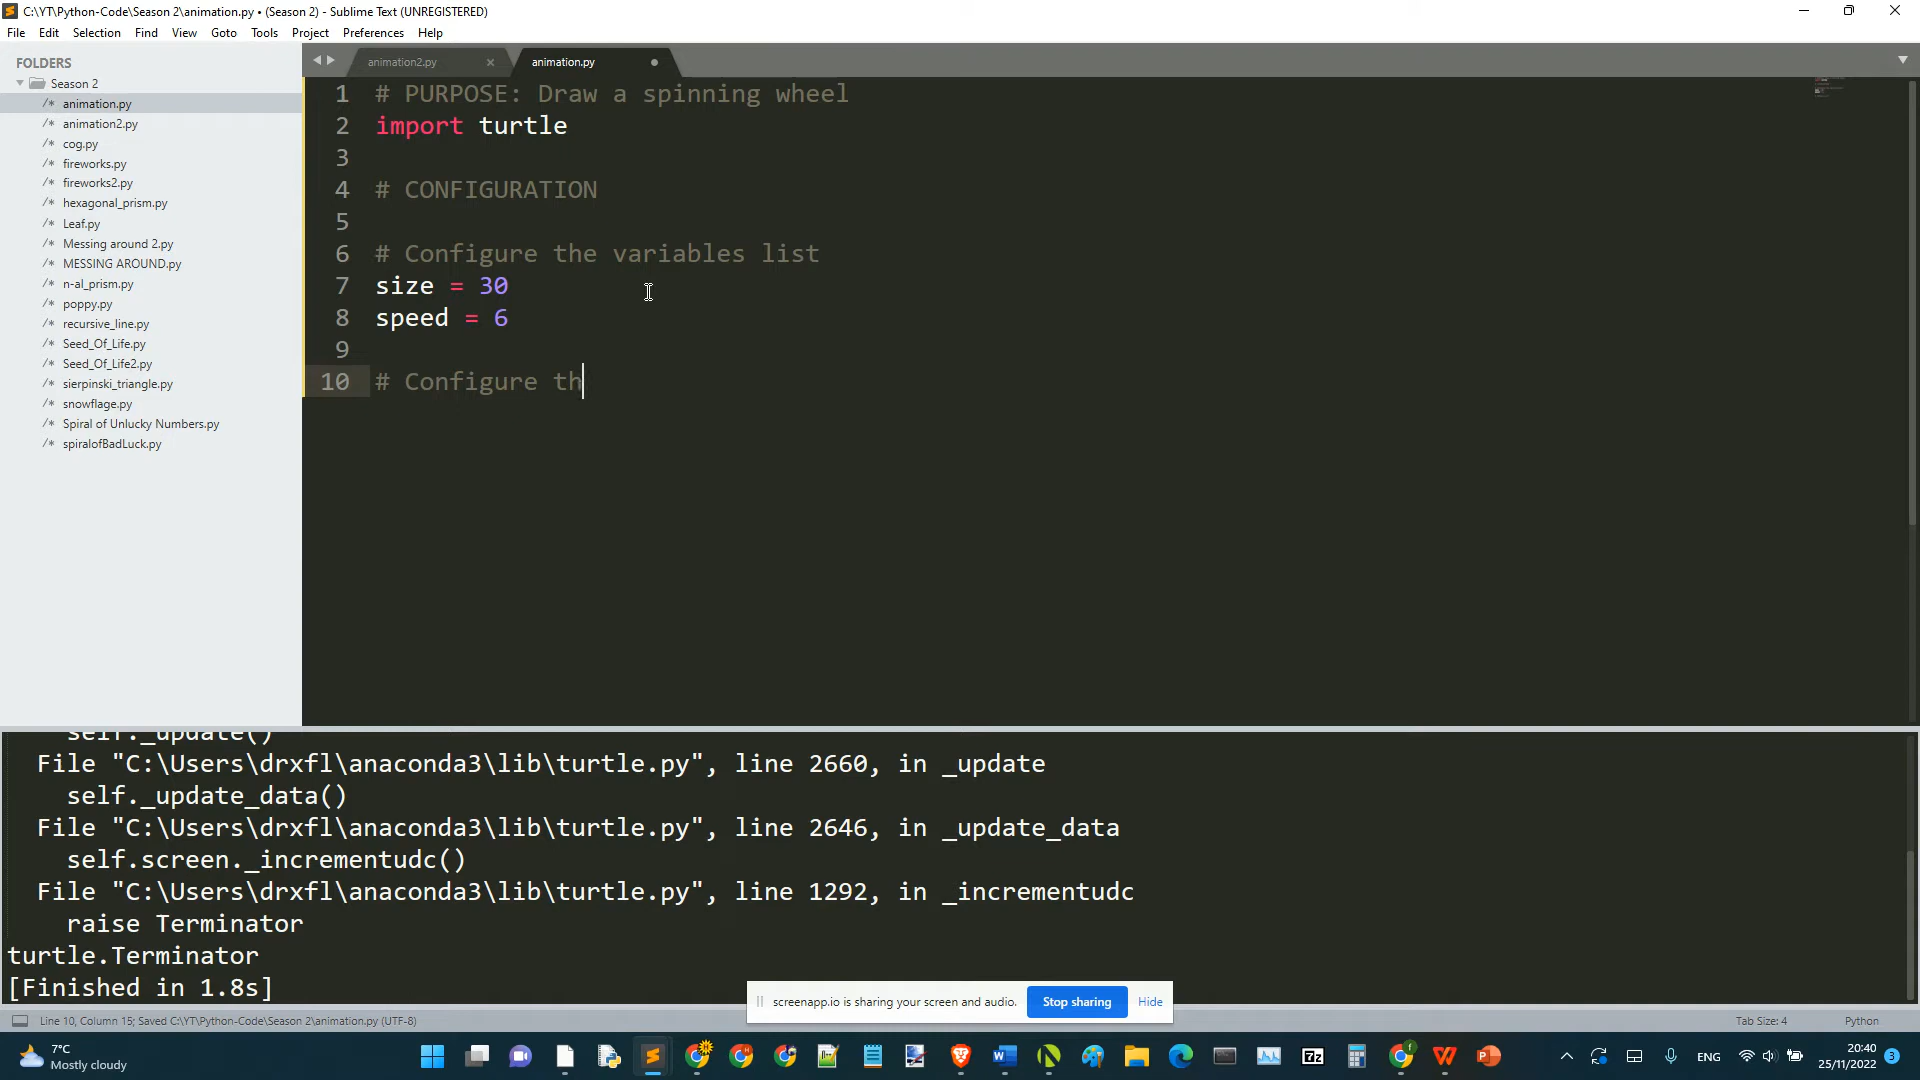 C:\YT\Python-Code\Season 2\animation.py • (Season 2) - Sublime Text (UNREGISTERED)
File Edit Selection Find View Goto Tools Project Preferences Help
FOLDERS
Season 2
/* animation.py
/* animation2.py
/* cog.py
/* fireworks.py
/* fireworks2.py
/* hexagonal_prism.py
/* Leaf.py
/* Messing around 2.py
/* MESSING AROUND.py
/* n-al_prism.py
/* poppy.py
/* recursive_line.py
/* Seed_Of_Life.py
/* Seed_Of_Life2.py
/* sierpinski_triangle.py
/* snowflage.py
/* Spiral of Unlucky Numbers.py
/* spiralofBadLuck.py
animation2.py × animation.py
1 # PURPOSE: Draw a spinning wheel
2 import turtle
3
4 # CONFIGURATION
5
6 # Configure the variables list
7 size = 30
8 speed = 6
9
10 # Configure th
self._update()
File "C:\Users\drxfl\anaconda3\lib\turtle.py", line 2660, in _update
self._update_data()
File "C:\Users\drxfl\anaconda3\lib\turtle.py", line 2646, in _update_data
self.screen._incrementudc()
File "C:\Users\drxfl\anaconda3\lib\turtle.py", line 1292, in _incrementudc
raise Terminator
turtle.Terminator
[Finished in 1.8s]
screenapp.io is sharing your screen and audio. Stop sharing Hide
Line 10, Column 15; Saved C:\YT\Python-Code\Season 2\animation.py (UTF-8) Tab Size: 4 Python
7°C
Mostly cloudy
7z
ENG
20:40
25/11/2022
3